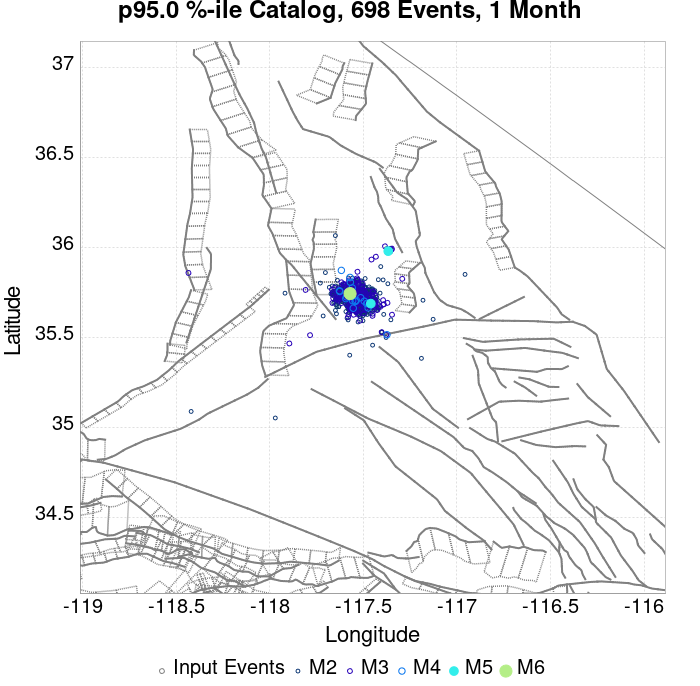 p95.0 %-ile Catalog, 698 Events, 1 Month
37
36.5
36
35.5
35
34.5
Latitude
-119 -118.5 -118 -117.5 -117 -116.5 -116
Longitude
Input Events M2 M3 M4 M5 M6